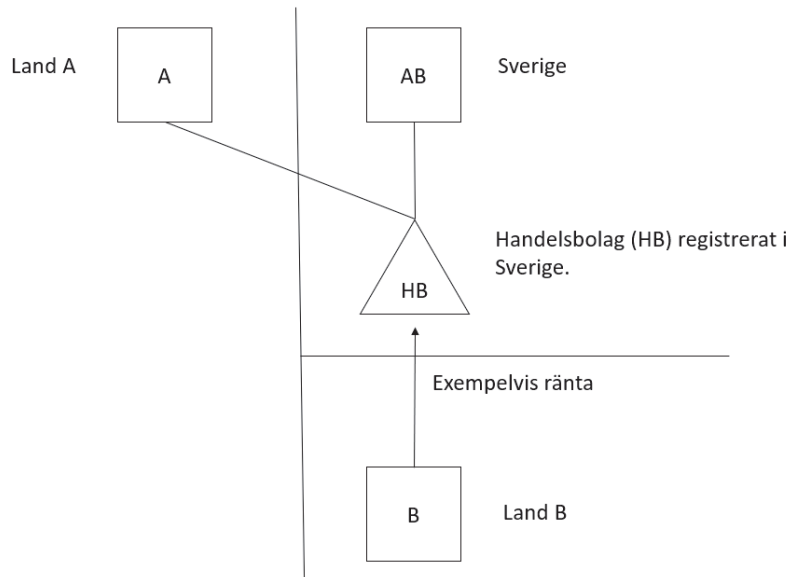 Land A
A
AB
Sverige
Handelsbolag (HB) registrerat i
Sverige.
HB
Exempelvis ränta
B
Land B